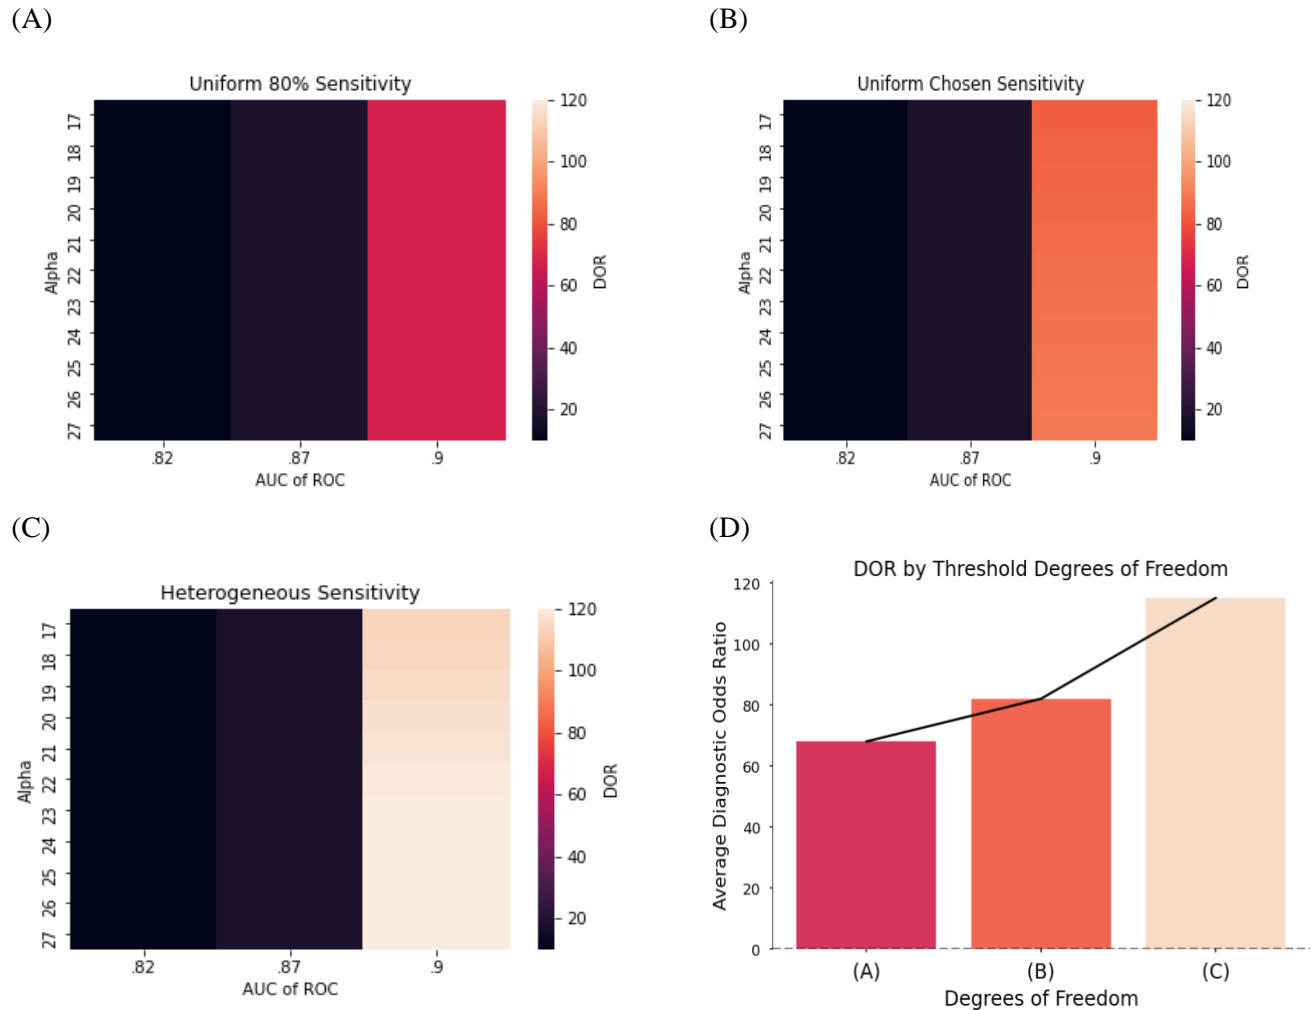 (A)
Uniform 80% Sensitivity
Alpha
17
18
19
20
21
22
23
24
25
26
27
.82 .87 .9
AUC of ROC
120
100
80
60
40
20
DOR
(B)
Uniform Chosen Sensitivity
Alpha
17
18
19
20
21
22
23
24
25
26
27
.82 .87 .9
AUC of ROC
120
100
80
60
40
20
DOR
(C)
Heterogeneous Sensitivity
Alpha
17
18
19
20
21
22
23
24
25
26
27
.82 .87 .9
AUC of ROC
120
100
80
60
40
20
DOR
(D)
DOR by Threshold Degrees of Freedom
Average Diagnostic Odds Ratio
120
100
80
60
40
20
0
(A) (B) (C)
Degrees of Freedom